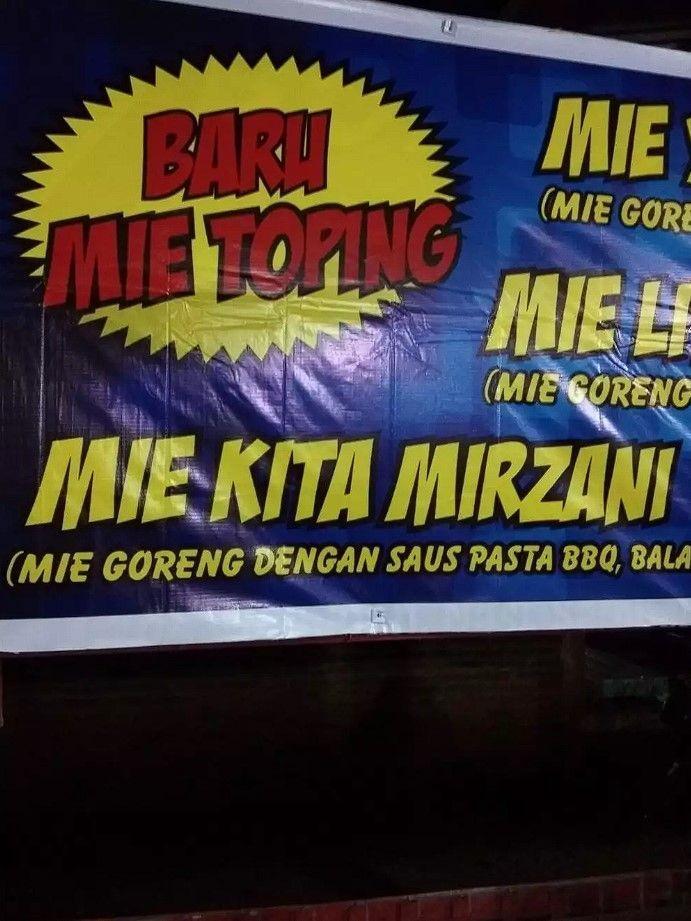 BARU
MIE TOPING
MIE
(MIE GORE
MIE
(MIE GORENG
MIE KITA MIRZANI
(MIE GORENG DENGAN SAUS PASTA BBQ, BALA